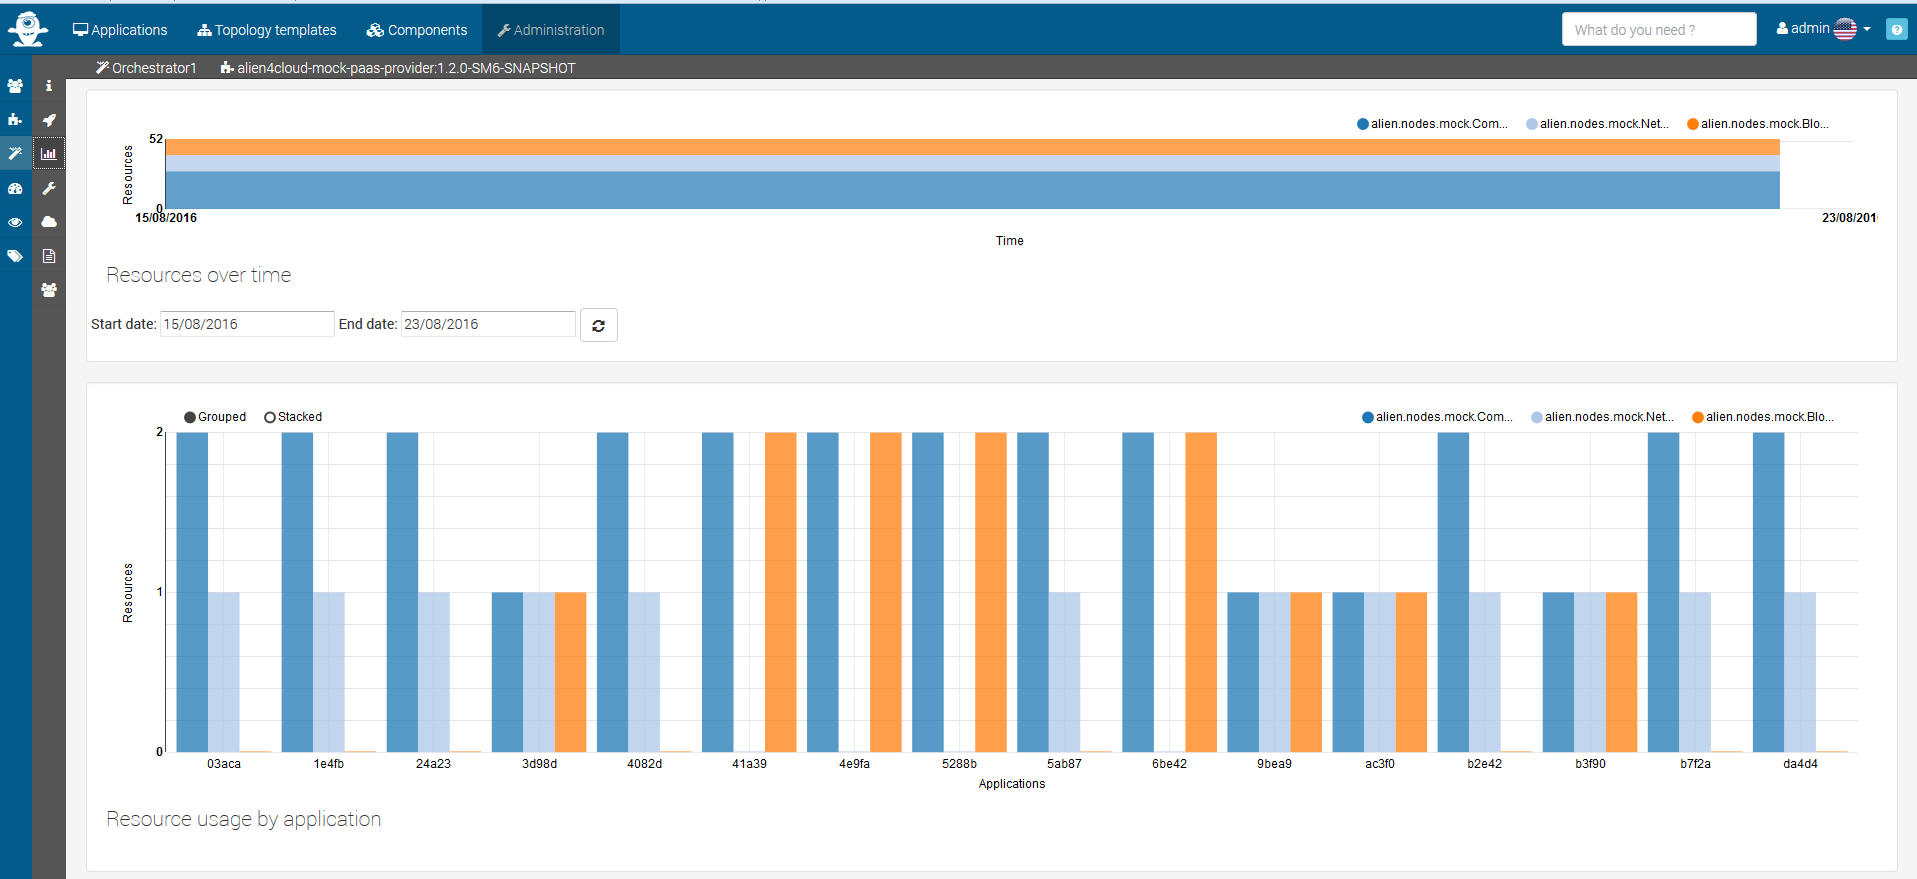 Applications Topology templates Components Administration What do you need ? admin
Orchestrator1 alien4cloud-mock-paas-provider:1.2.0-SM6-SNAPSHOT
alien.nodes.mock.Com... alien.nodes.mock.Net... alien.nodes.mock.Blo...
52
Resources
0
15/08/2016 23/08/201
Time
Resources over time
Start date: 15/08/2016 End date: 23/08/2016
Grouped Stacked alien.nodes.mock.Com... alien.nodes.mock.Net... alien.nodes.mock.Blo...
2
Resources
1
0
03aca 1e4fb 24a23 3d98d 4082d 41a39 4e9fa 5288b 5ab87 6be42 9bea9 ac3f0 b2e42 b3f90 b7f2a da4d4
Applications
Resource usage by application